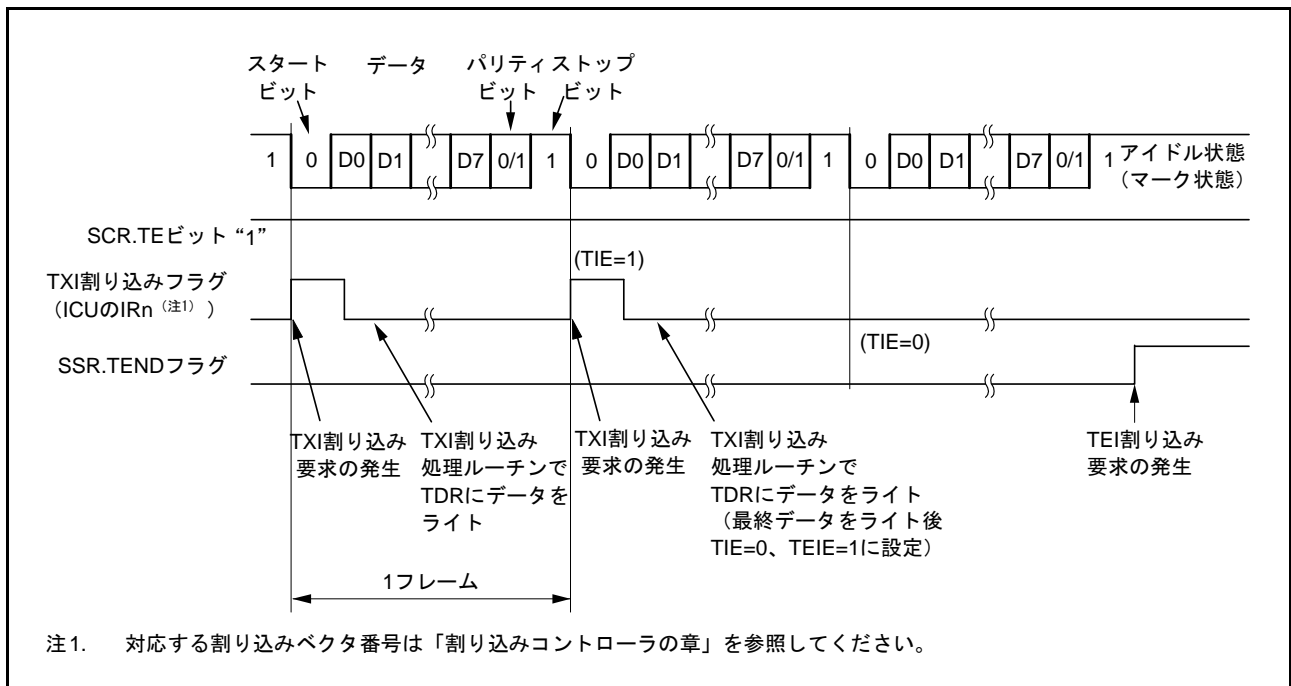 スタート データ パリティ ストップ
ビット ビット ビット
1 0 D0 D1 D7 0/1 1 0 D0 D1 D7 0/1 1 0 D0 D1 D7 0/1 1 アイドル状態
（マーク状態）
SCR.TEビット “1”
(TIE=1)
TXI割り込みフラグ
（ICUのIRn（注1））
(TIE=0)
SSR.TENDフラグ
TXI割り込み
要求の発生
TXI割り込み
処理ルーチンで
TDRにデータを
ライト
TXI割り込み
要求の発生
TXI割り込み
処理ルーチンで
TDRにデータをライト
（最終データをライト後
TIE=0、TEIE=1に設定）
TEI割り込み
要求の発生
1フレーム
注1. 対応する割り込みベクタ番号は「割り込みコントローラの章」を参照してください。